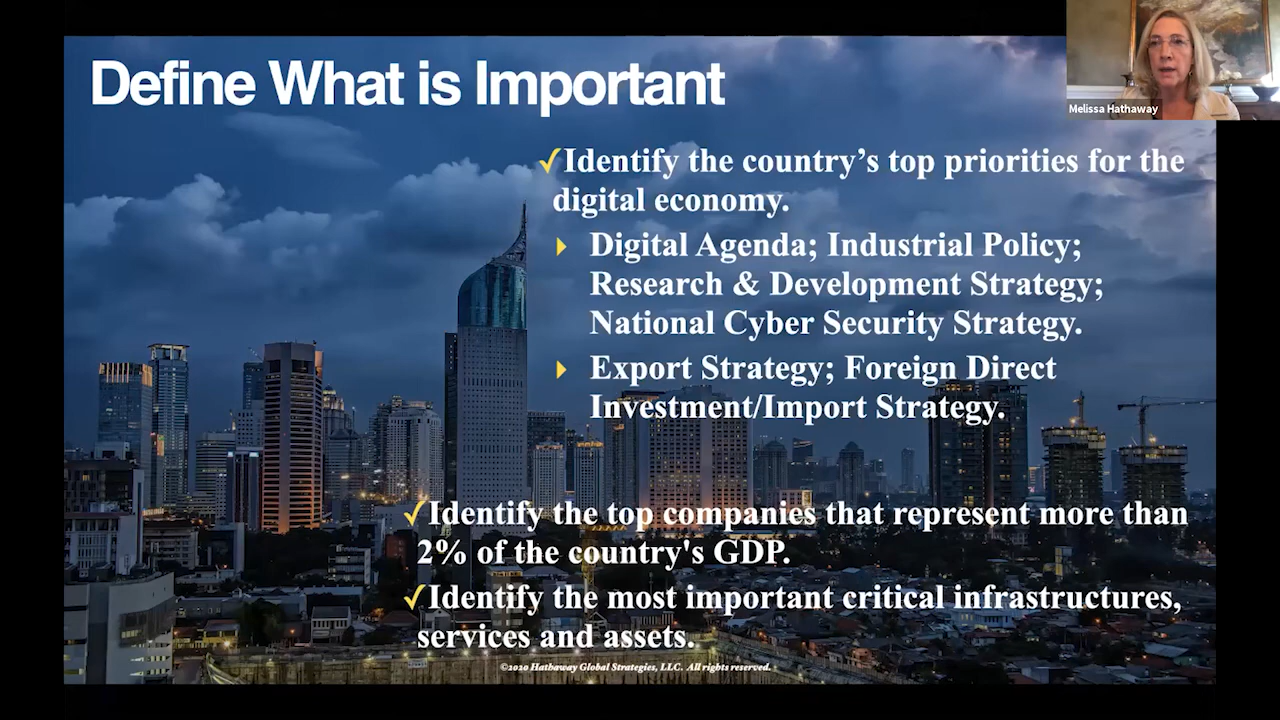 Define What is Important
Melissa Hathaway
✓Identify the country’s top priorities for the
digital economy.
Digital Agenda; Industrial Policy;
Research & Development Strategy;
National Cyber Security Strategy.
Export Strategy; Foreign Direct
Investment/Import Strategy.
✓Identify the top companies that represent more than
2% of the country's GDP.
✓Identify the most important critical infrastructures,
services and assets.
©2020 Hathaway Global Strategies, LLC. All rights reserved.